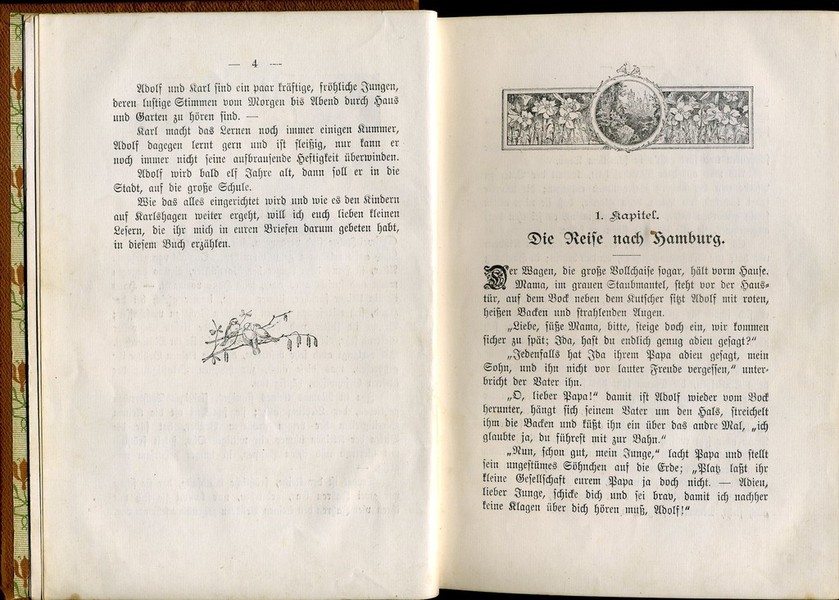 — 4 —
Adolf und Karl sind ein paar kräftige, fröhliche Jungen,
deren lustige Stimmen vom Morgen bis Abend durch Haus
und Garten zu hören sind. —
Karl macht das Lernen noch immer einigen Kummer,
Adolf dagegen lernt gern und ist fleißig, nur kann er
noch immer nicht seine aufbrausende Heftigkeit überwinden.
Adolf wird bald elf Jahre alt, dann soll er in die
Stadt, auf die große Schule.
Wie das alles eingerichtet wird und wie es den Kindern
auf Karlshagen weiter ergeht, will ich euch lieben kleinen
Lesern, die ihr mich in euren Briefen darum gebeten habt,
in diesem Buch erzählen.
1. Kapitel.
Die Reise nach Hamburg.
Der Wagen, die große Vollchaise sogar, hält vorm Hause.
Mama, im grauen Staubmantel, steht vor der Haus-
tür, auf dem Bock neben dem Kutscher sitzt Adolf mit roten,
heißen Backen und strahlenden Augen.
„Liebe, süße Mama, bitte, steige doch ein, wir kommen
sicher zu spät; Ida, hast du endlich genug adieu gesagt?“
„Jedenfalls hat Ida ihrem Papa adieu gesagt, mein
Sohn, und ihn nicht vor lauter Freude vergessen,“ unter-
bricht der Vater ihn.
„O, lieber Papa!“ damit ist Adolf wieder vom Bock
herunter, hängt sich seinem Vater um den Hals, streichelt
ihm die Backen und küßt ihn ein über das andre Mal, „ich
glaubte ja, du führest mit zur Bahn.“
„Nun, schon gut, mein Junge,“ lacht Papa und stellt
sein ungestümes Söhnchen auf die Erde; „Platz laßt ihr
kleine Gesellschaft eurem Papa ja doch nicht. — Adieu,
lieber Junge, schicke dich und sei brav, damit ich nachher
keine Klagen über dich hören muß, Adolf!“